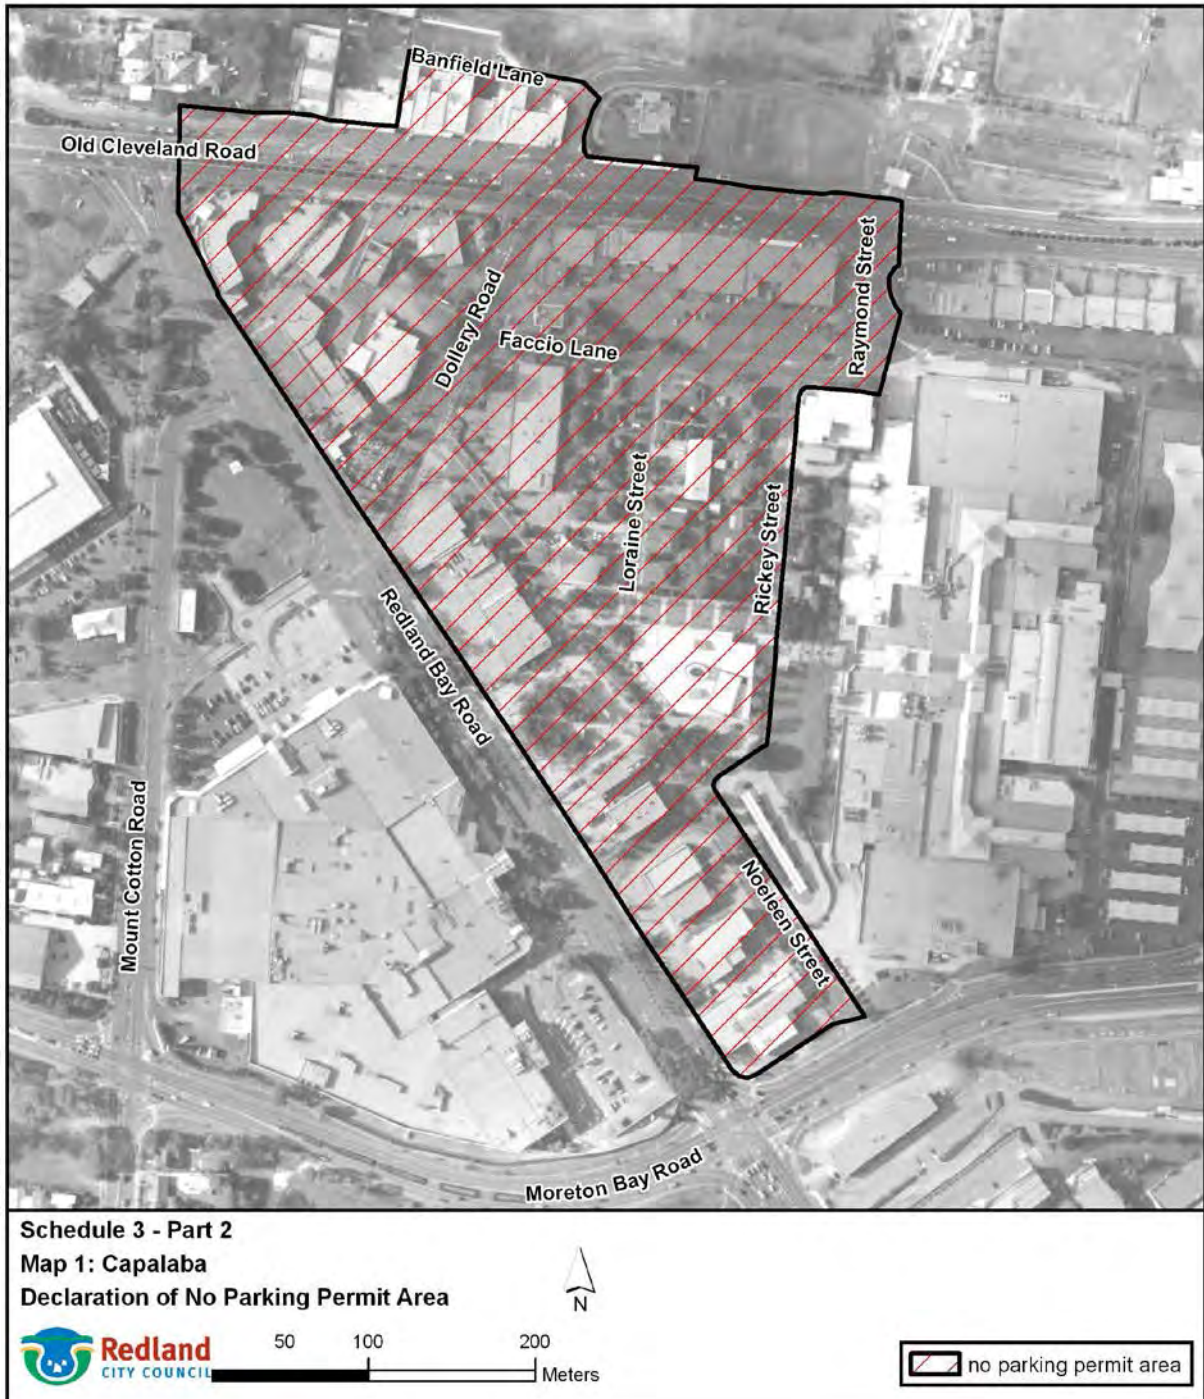 Banfield Lane
Old Cleveland Road
Raymond Street
Dollery Road
Faccio Lane
Loraine Street
Rickey Street
Redland Bay Road
Mount Cotton Road
Noeleen Street
Moreton Bay Road
Schedule 3 - Part 2
Map 1: Capalaba
Declaration of No Parking Permit Area
N
Redland
CITY COUNCIL
50 100 200
Meters
no parking permit area